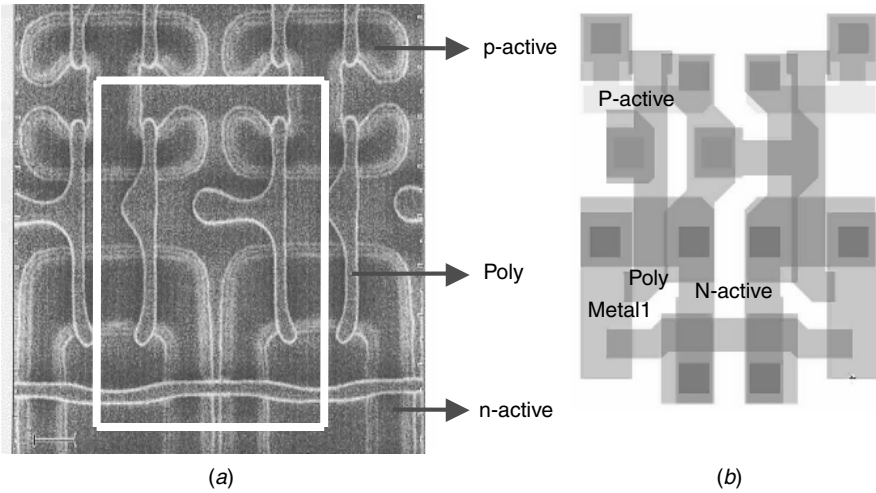 p-active
Poly
n-active
(a)
P-active
Poly
N-active
Metal1
(b)